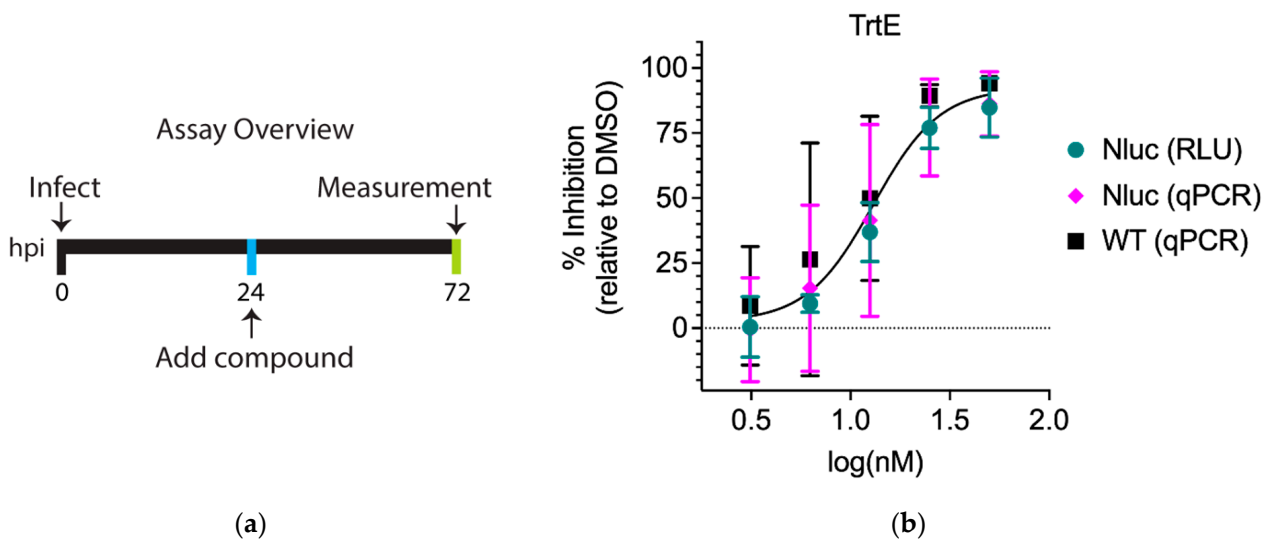 Assay Overview
Infect
Measurement
hpi
0
24
72
Add compound
(a)
TrtE
% Inhibition
(relative to DMSO)
100
75
50
25
0
0.5
1.0
1.5
2.0
log(nM)
Nluc (RLU)
Nluc (qPCR)
WT (qPCR)
(b)